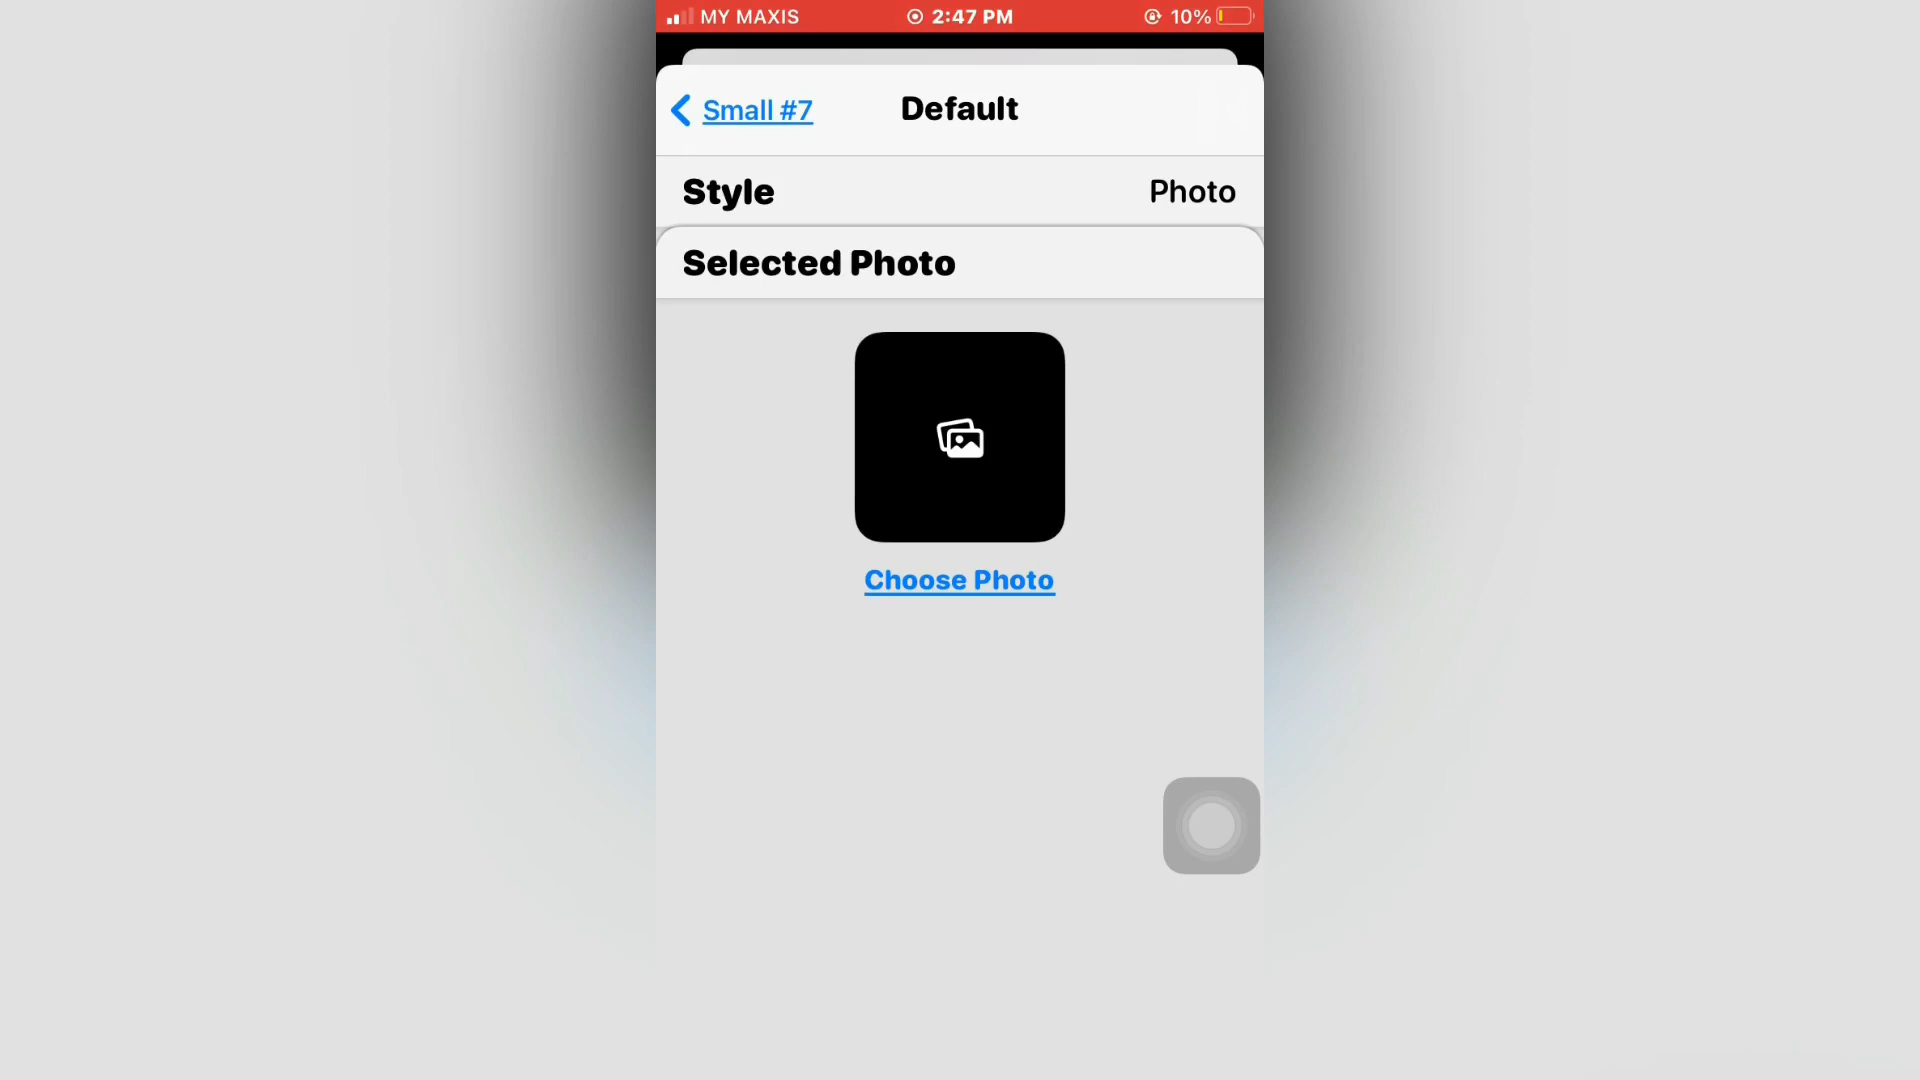 MY MAXIS 2:47 PM 10%
Small #7 Default
Style Photo
Selected Photo
Choose Photo